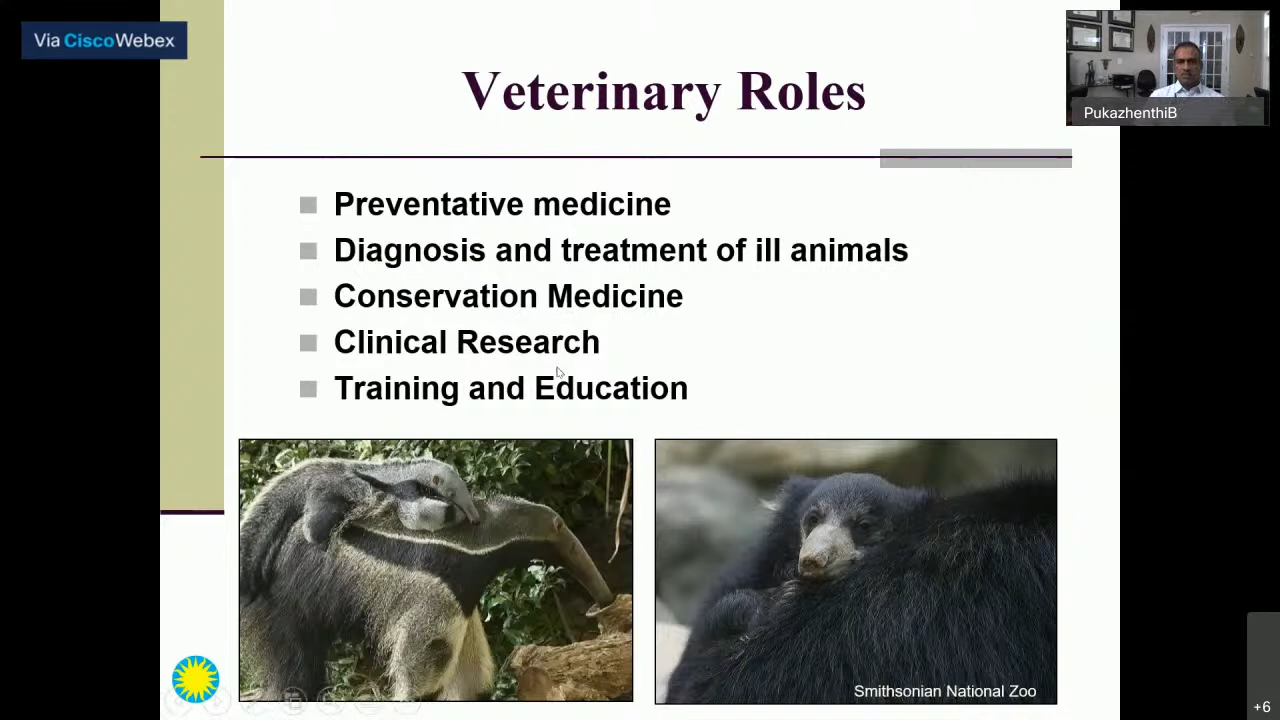 Via CiscoWebex
Veterinary Roles
PukazhenthiB
Preventative medicine
Diagnosis and treatment of ill animals
Conservation Medicine
Clinical Research
Training and Education
Smithsonian National Zoo
+6